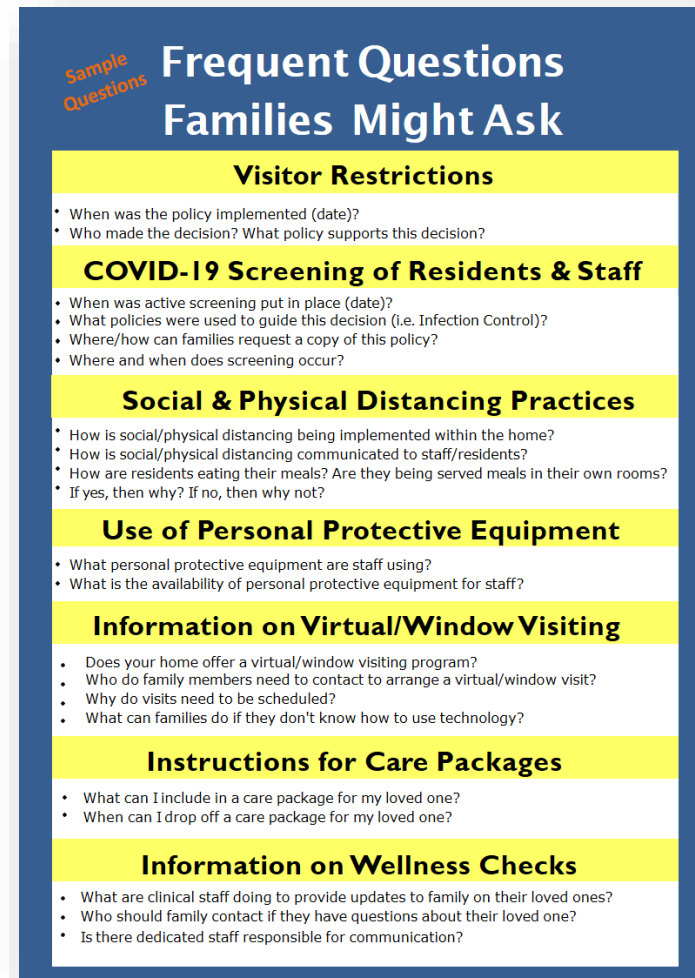 Sample
Questions
Frequent Questions
Families Might Ask
Visitor Restrictions
• When was the policy implemented (date)?
• Who made the decision? What policy supports this decision?
COVID-19 Screening of Residents & Staff
• When was active screening put in place (date)?
• What policies were used to guide this decision (i.e. Infection Control)?
• Where/how can families request a copy of this policy?
• Where and when does screening occur?
Social & Physical Distancing Practices
• How is social/physical distancing being implemented within the home?
• How is social/physical distancing communicated to staff/residents?
• How are residents eating their meals? Are they being served meals in their own rooms?
• If yes, then why? If no, then why not?
Use of Personal Protective Equipment
• What personal protective equipment are staff using?
• What is the availability of personal protective equipment for staff?
Information on Virtual/Window Visiting
• Does your home offer a virtual/window visiting program?
• Who do family members need to contact to arrange a virtual/window visit?
• Why do visits need to be scheduled?
• What can families do if they don't know how to use technology?
Instructions for Care Packages
• What can I include in a care package for my loved one?
• When can I drop off a care package for my loved one?
Information on Wellness Checks
• What are clinical staff doing to provide updates to family on their loved ones?
• Who should family contact if they have questions about their loved one?
• Is there dedicated staff responsible for communication?